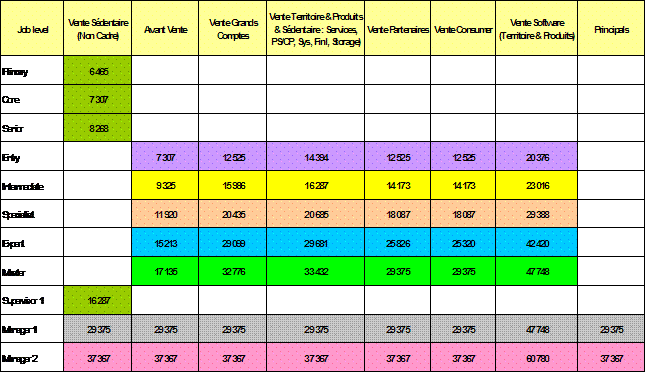 Job level Vente Sédentaire (Non Cadre) Avant Vente Vente Grands Comptes Vente Territoire & Produits & Sédentaire : Services, PS/CP, Sys, Finl, Storage) Vente Partenaires Vente Consumer Vente Software (Territoire & Produits) Principals
Primary 6 465
Core 7 307
Senior 8 268
Entry 7 307 12 525 14 394 12 525 12 525 20 376
Intermediate 9 325 15 986 16 287 14 173 14 173 23 016
Specialist 11 920 20 435 20 685 18 087 18 087 29 388
Expert 15 213 29 069 29 681 25 826 25 320 42 420
Master 17 135 32 776 33 432 29 375 29 375 47 748
Supervisor 1 16 287
Manager 1 29 375 29 375 29 375 29 375 29 375 29 375 47 748 29 375
Manager 2 37 367 37 367 37 367 37 367 37 367 37 367 60 780 37 367